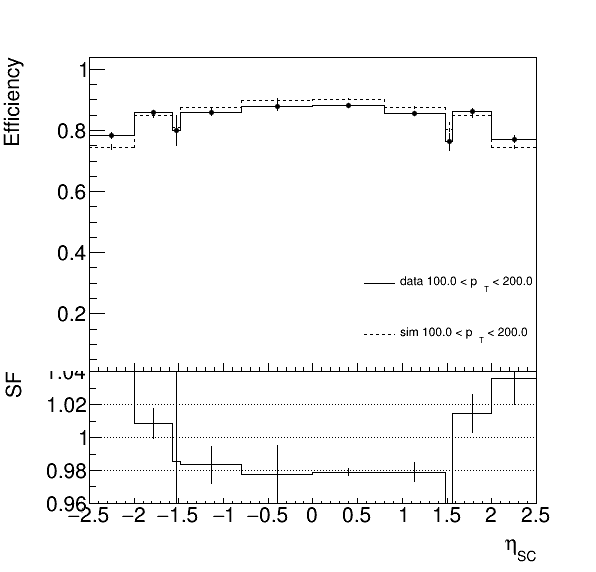 Efficiency
1
0.8
0.6
0.4
0.2
data 100.0 < p T < 200.0
sim 100.0 < p T < 200.0
SF
1.04
1.02
1
0.98
0.96
−2.5 −2 −1.5 −1 −0.5 0 0.5 1 1.5 2 2.5
ηSC